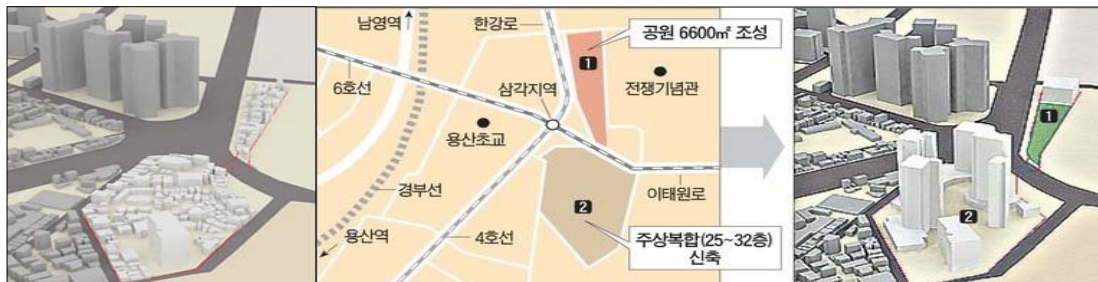 남영역
한강로
공원 6600㎡ 조성
1
6호선
삼각지역
전쟁기념관
용산초교
경부선
이태원로
2
용산역
4호선
주상복합(25~32층)
신축
1
2